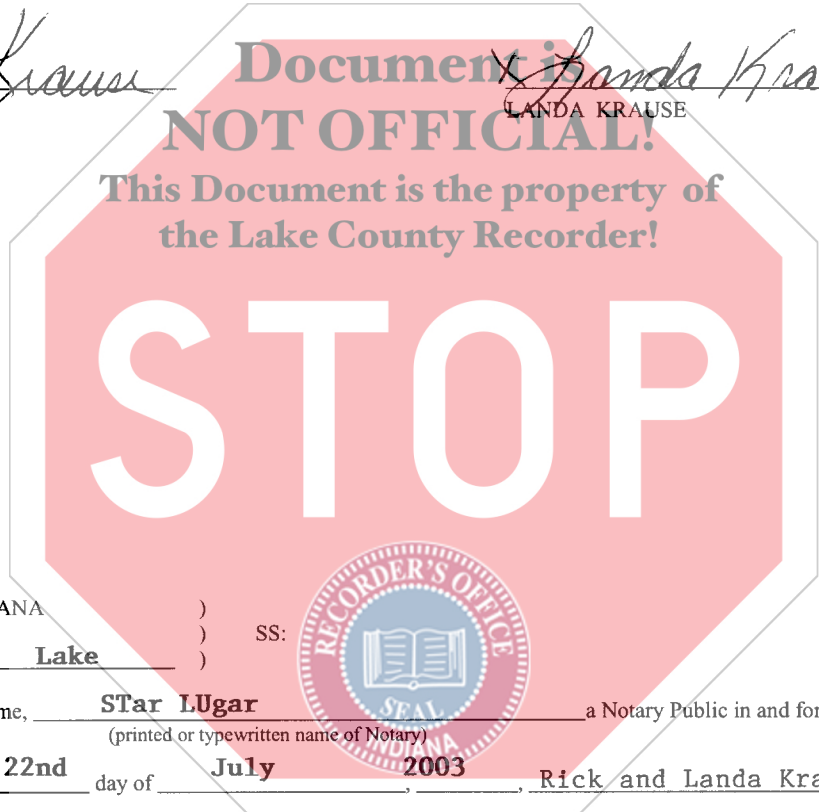 Krause
Document is
X Landa Kra
LANDA KRAUSE
NOT OFFICIAL!
This Document is the property of
the Lake County Recorder!
STOP
RECORDER'S OFFICE
SEAL
INDIANA
ANA )
) SS:
Lake )
me, STar LUgar a Notary Public in and for
(printed or typewritten name of Notary)
22nd day of July , 2003 , Rick and Landa Kra